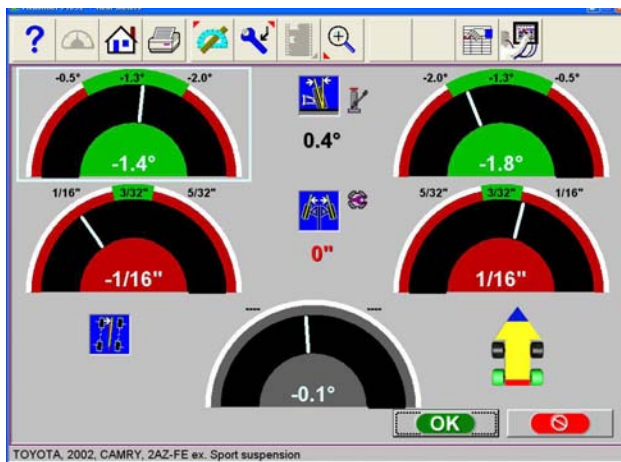 ?
-0.5° -1.3° -2.0°
-2.0° -1.3° -0.5°
-1.4°
0.4°
-1.8°
1/16" 3/32" 5/32"
5/32" 3/32" 1/16"
-1/16"
0"
1/16"
---- ----
-0.1°
OK
TOYOTA, 2002, CAMRY, 2AZ-FE ex. Sport suspension